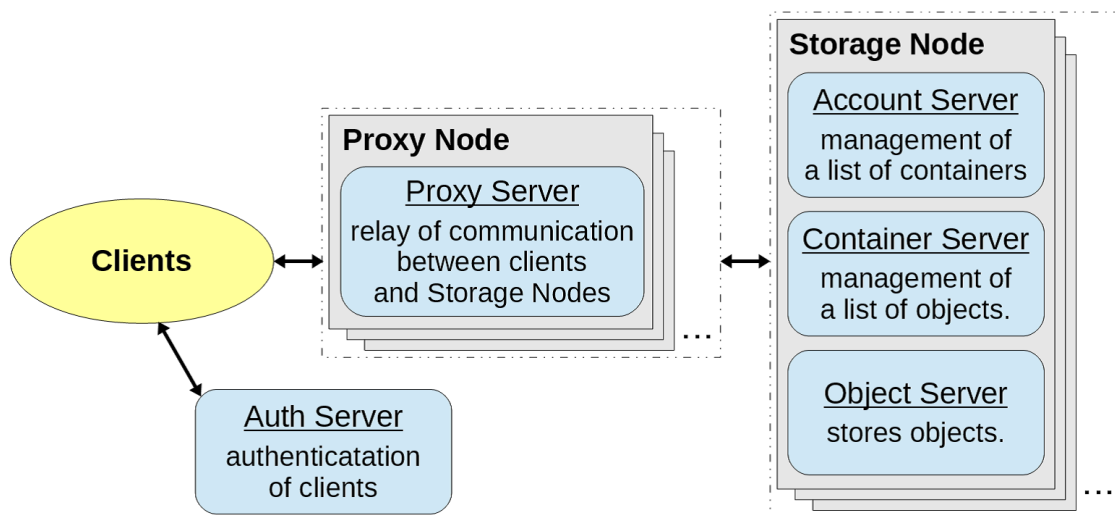 Storage Node
Account Server
management of
a list of containers
Container Server
management of
a list of objects.
Object Server
stores objects.
...
Proxy Node
Proxy Server
relay of communication
between clients
and Storage Nodes
...
Clients
Auth Server
authenticatation
of clients